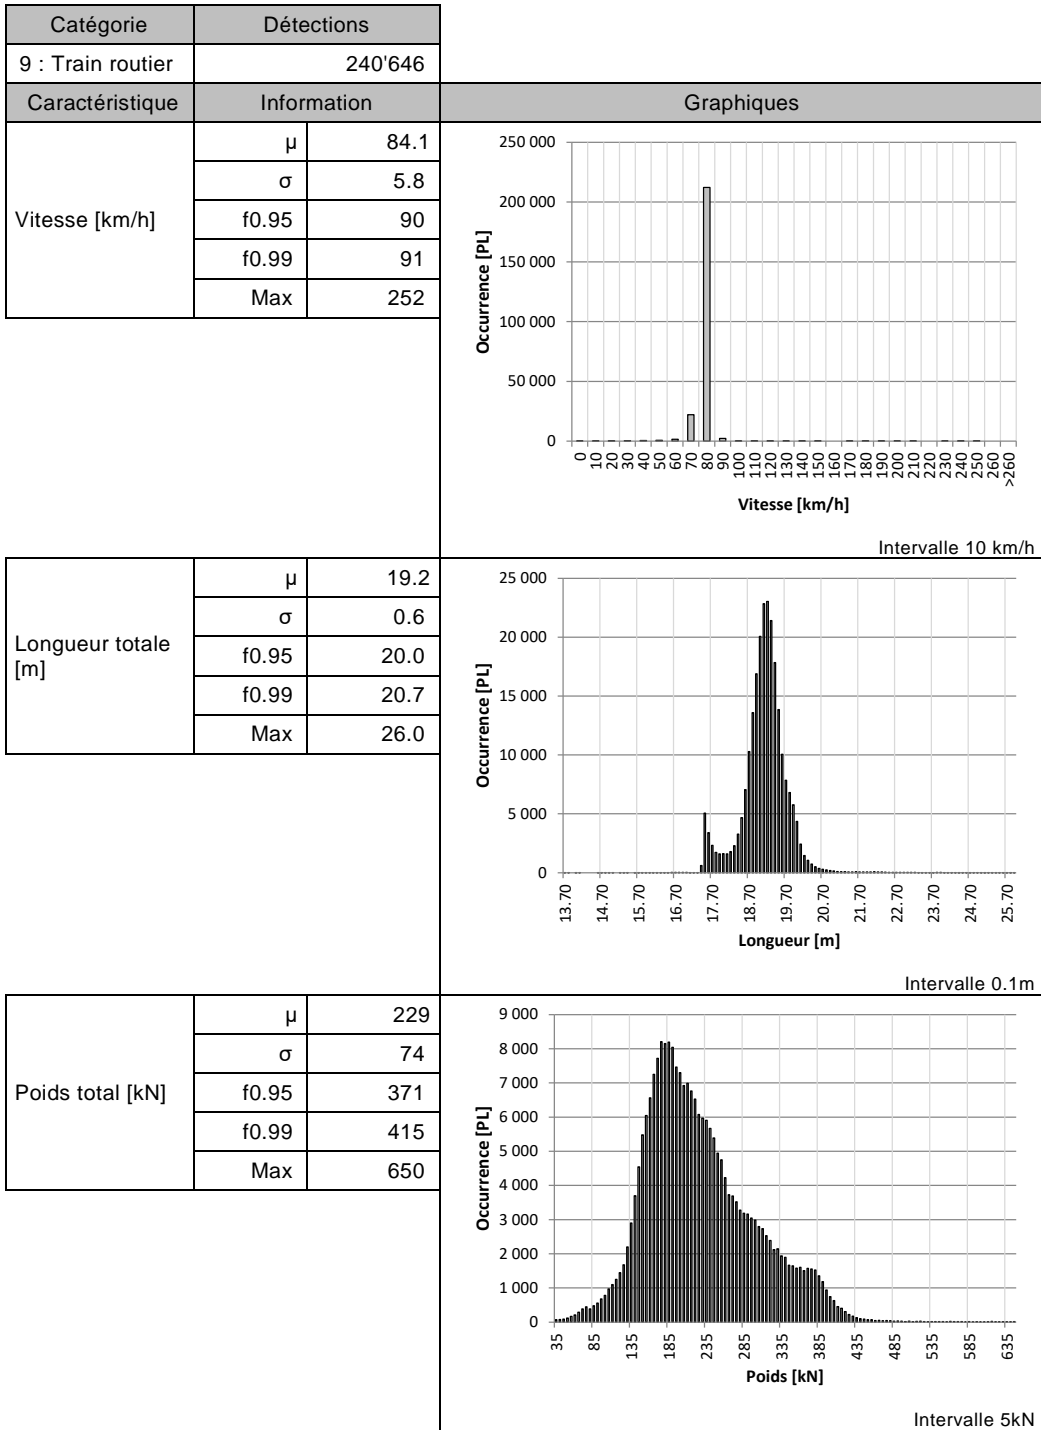 Catégorie Détections
9 : Train routier 240'646
Caractéristique Information Graphiques
Vitesse [km/h]
µ 84.1
σ 5.8
f0.95 90
f0.99 91
Max 252
Occurrence [PL]
250 000
200 000
150 000
100 000
50 000
0
0 10 20 30 40 50 60 70 80 90 100 110 120 130 140 150 160 170 180 190 200 210 220 230 240 250 260 >260
Vitesse [km/h]
Intervalle 10 km/h
Longueur totale
[m]
µ 19.2
σ 0.6
f0.95 20.0
f0.99 20.7
Max 26.0
Occurrence [PL]
25 000
20 000
15 000
10 000
5 000
0
13.70 14.70 15.70 16.70 17.70 18.70 19.70 20.70 21.70 22.70 23.70 24.70 25.70
Longueur [m]
Intervalle 0.1m
Poids total [kN]
µ 229
σ 74
f0.95 371
f0.99 415
Max 650
Occurrence [PL]
9 000
8 000
7 000
6 000
5 000
4 000
3 000
2 000
1 000
0
35 85 135 185 235 285 335 385 435 485 535 585 635
Poids [kN]
Intervalle 5kN